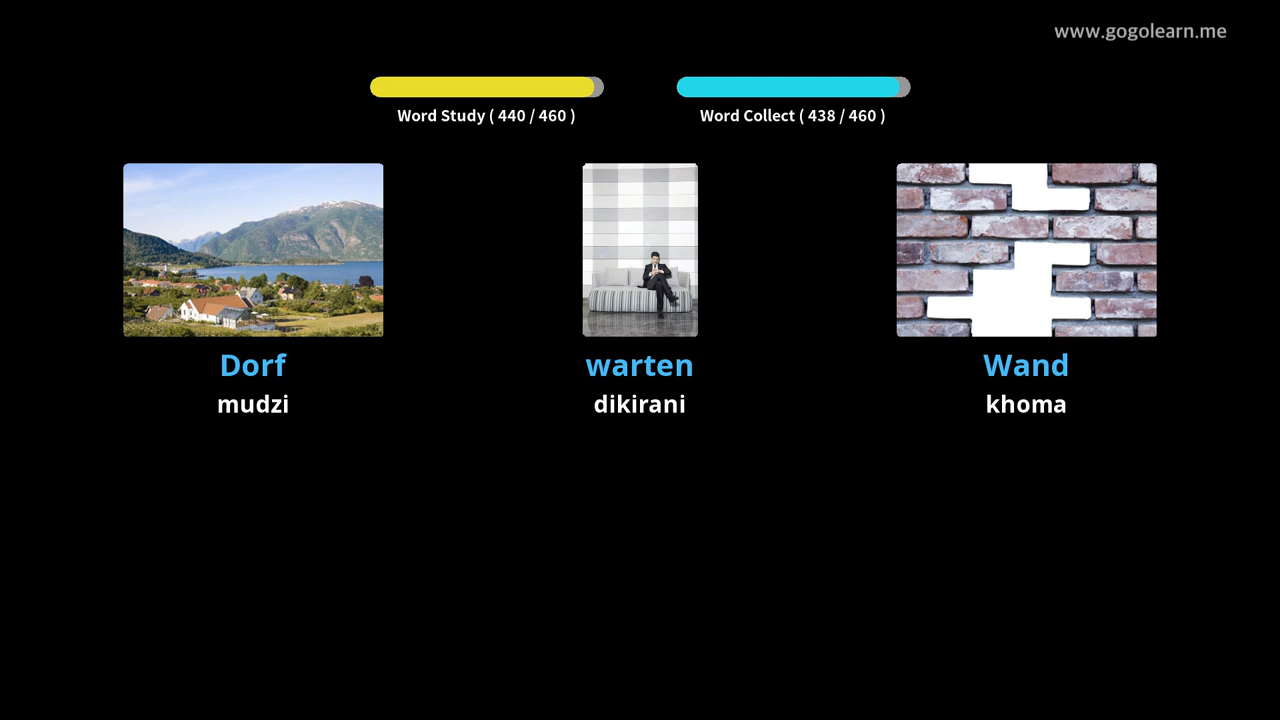 www.gogolearn.me
Word Study ( 440 / 460 )
Word Collect ( 438 / 460 )
Dorf
mudzi
warten
dikirani
Wand
khoma